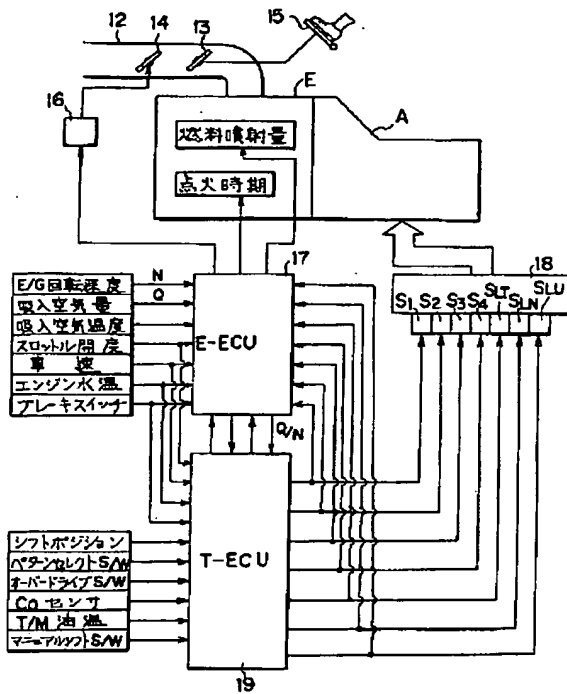 15
12
14
13
E
16
A
燃料噴射量
点火時期
17
18
E/G回転速度
吸入空気量
吸入空気温度
スロットル開度
車速
エンジン水温
ブレーキスイッチ
N
Q
E-ECU
S1
S2
S3
S4
SLT
SLN
SLU
Q/N
シフトポジション
パターンセレクトS/W
オーバードライブS/W
Coセンサ
T/M油温
マニュアルシフトS/W
T-ECU
19